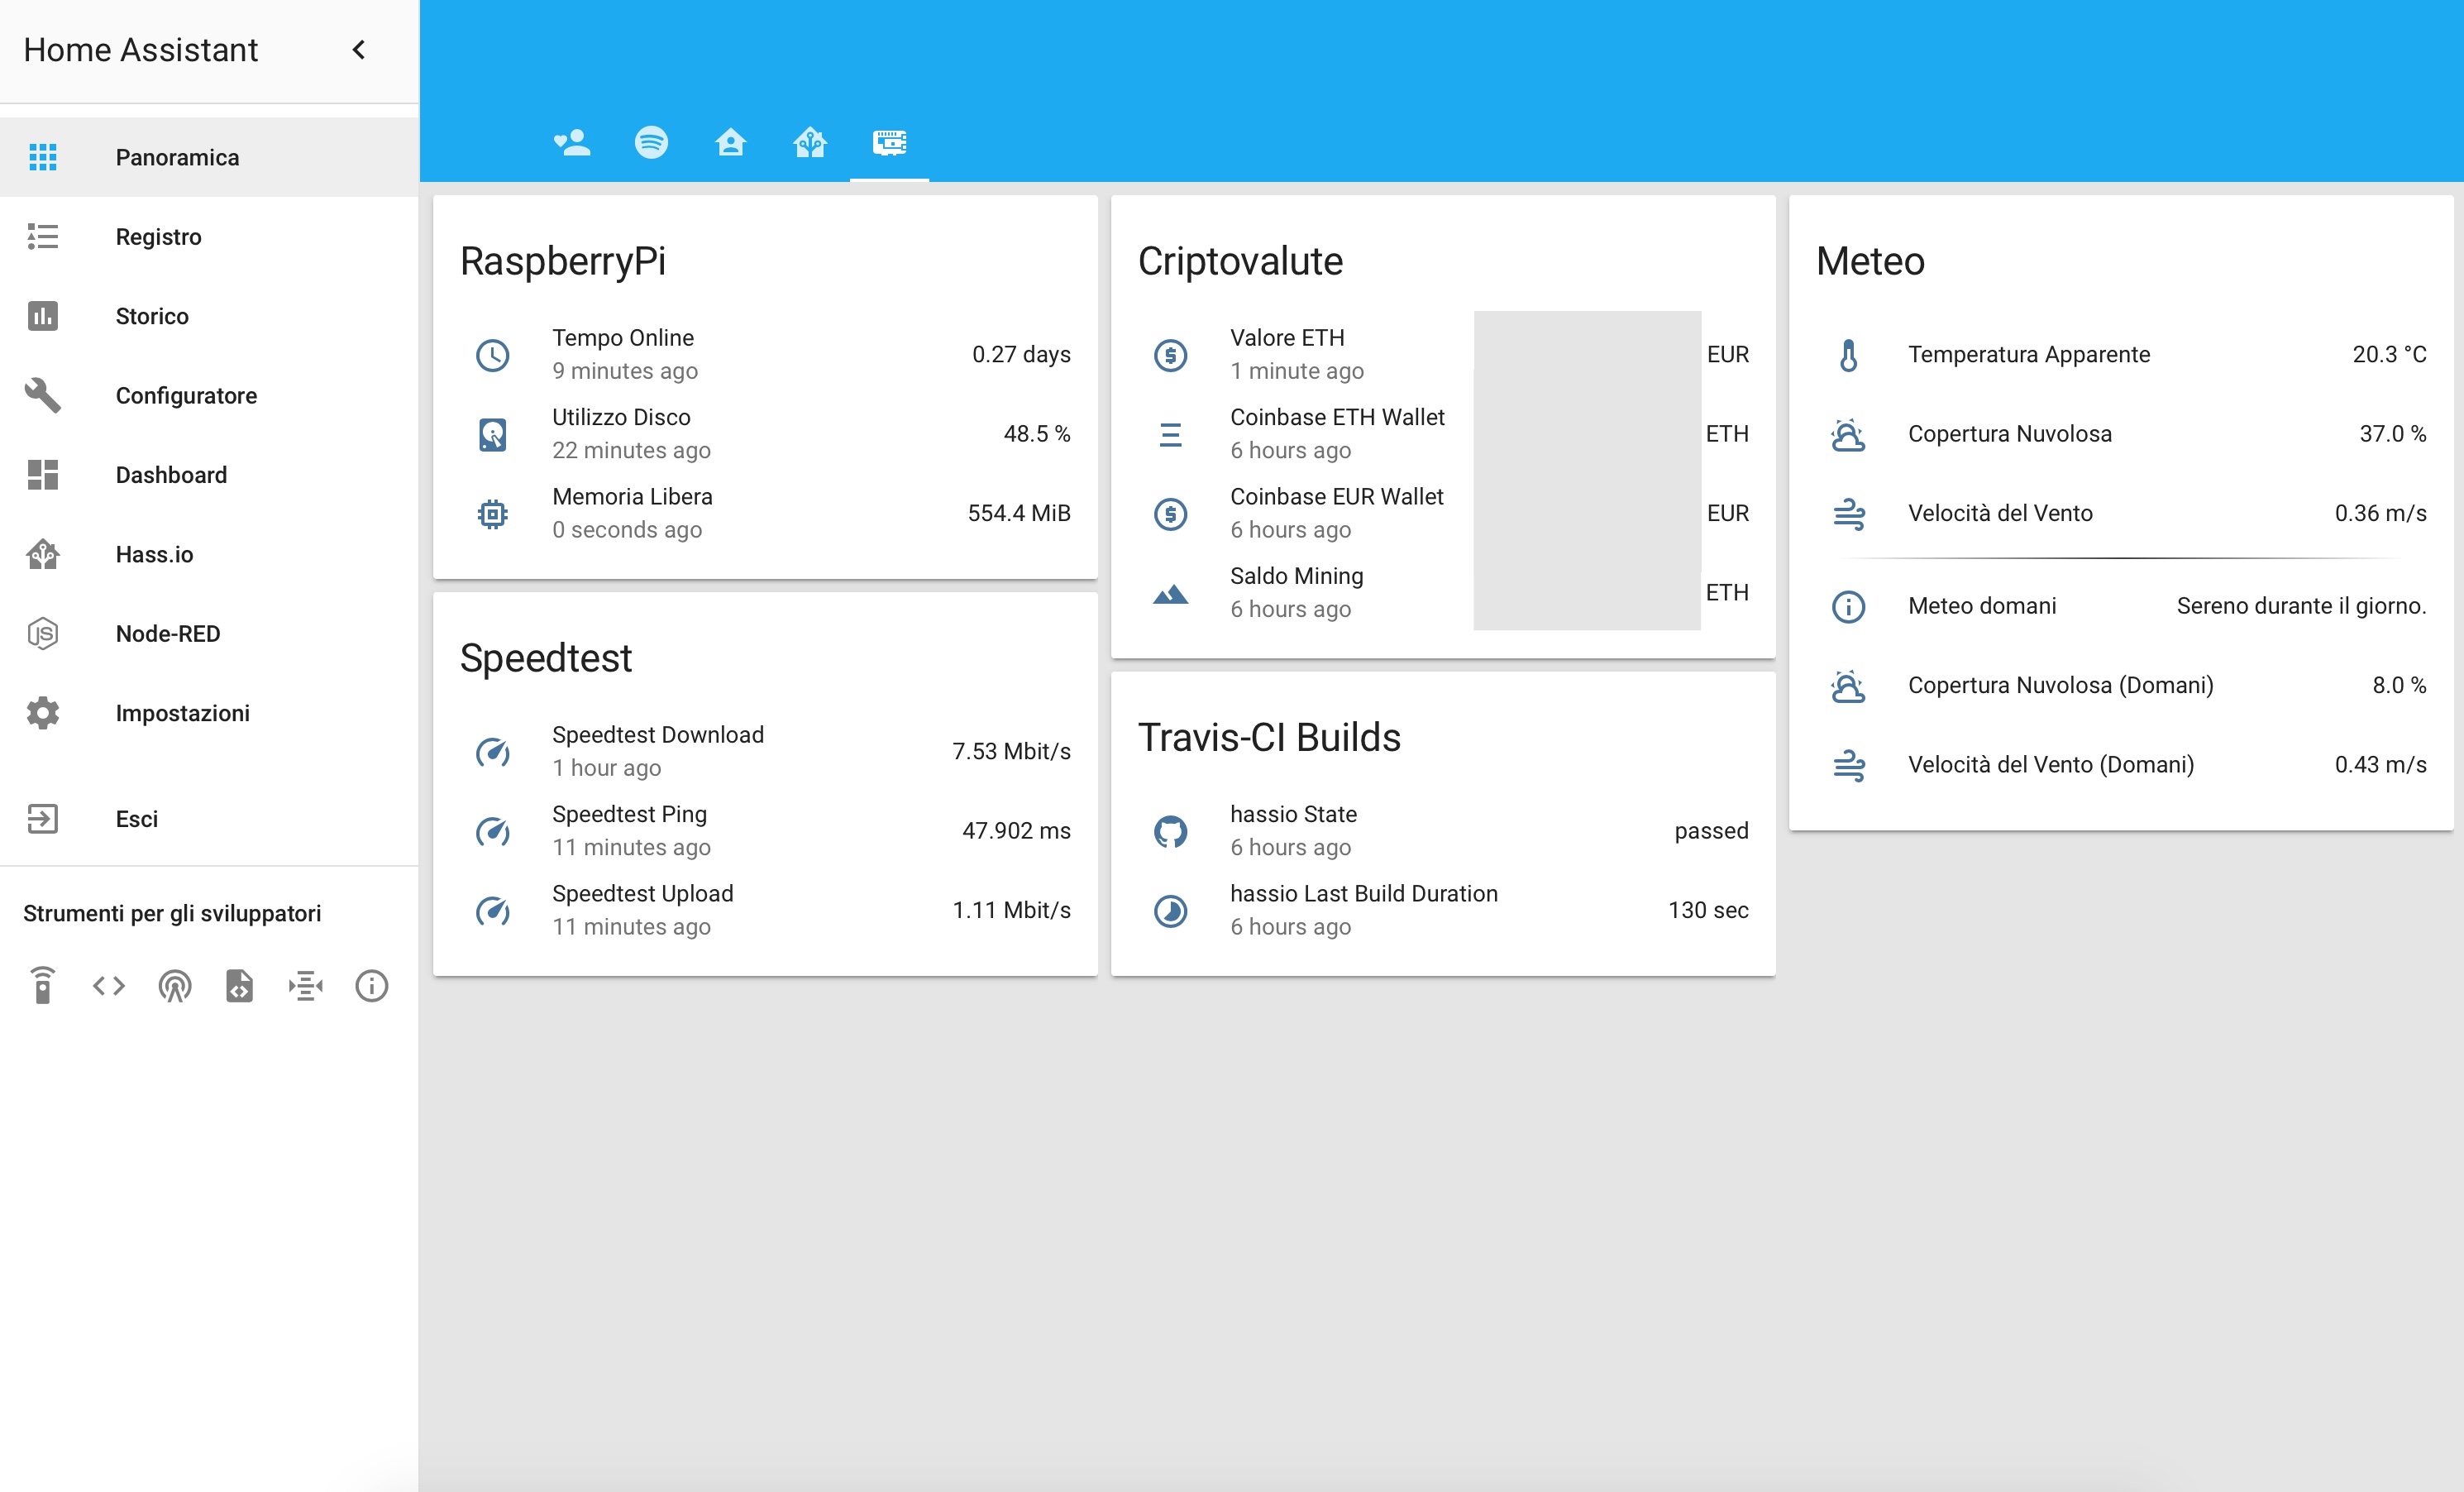 Home Assistant
Panoramica
Registro
Storico
Configuratore
Dashboard
Hass.io
Node-RED
Impostazioni
Esci
Strumenti per gli sviluppatori
RaspberryPi
Tempo Online
9 minutes ago
0.27 days
Utilizzo Disco
22 minutes ago
48.5 %
Memoria Libera
0 seconds ago
554.4 MiB
Speedtest
Speedtest Download
1 hour ago
7.53 Mbit/s
Speedtest Ping
11 minutes ago
47.902 ms
Speedtest Upload
11 minutes ago
1.11 Mbit/s
Criptovalute
Valore ETH
1 minute ago
EUR
Coinbase ETH Wallet
6 hours ago
ETH
Coinbase EUR Wallet
6 hours ago
EUR
Saldo Mining
6 hours ago
ETH
Travis-CI Builds
hassio State
6 hours ago
passed
hassio Last Build Duration
6 hours ago
130 sec
Meteo
Temperatura Apparente 20.3 °C
Copertura Nuvolosa 37.0 %
Velocità del Vento 0.36 m/s
Meteo domani Sereno durante il giorno.
Copertura Nuvolosa (Domani) 8.0 %
Velocità del Vento (Domani) 0.43 m/s